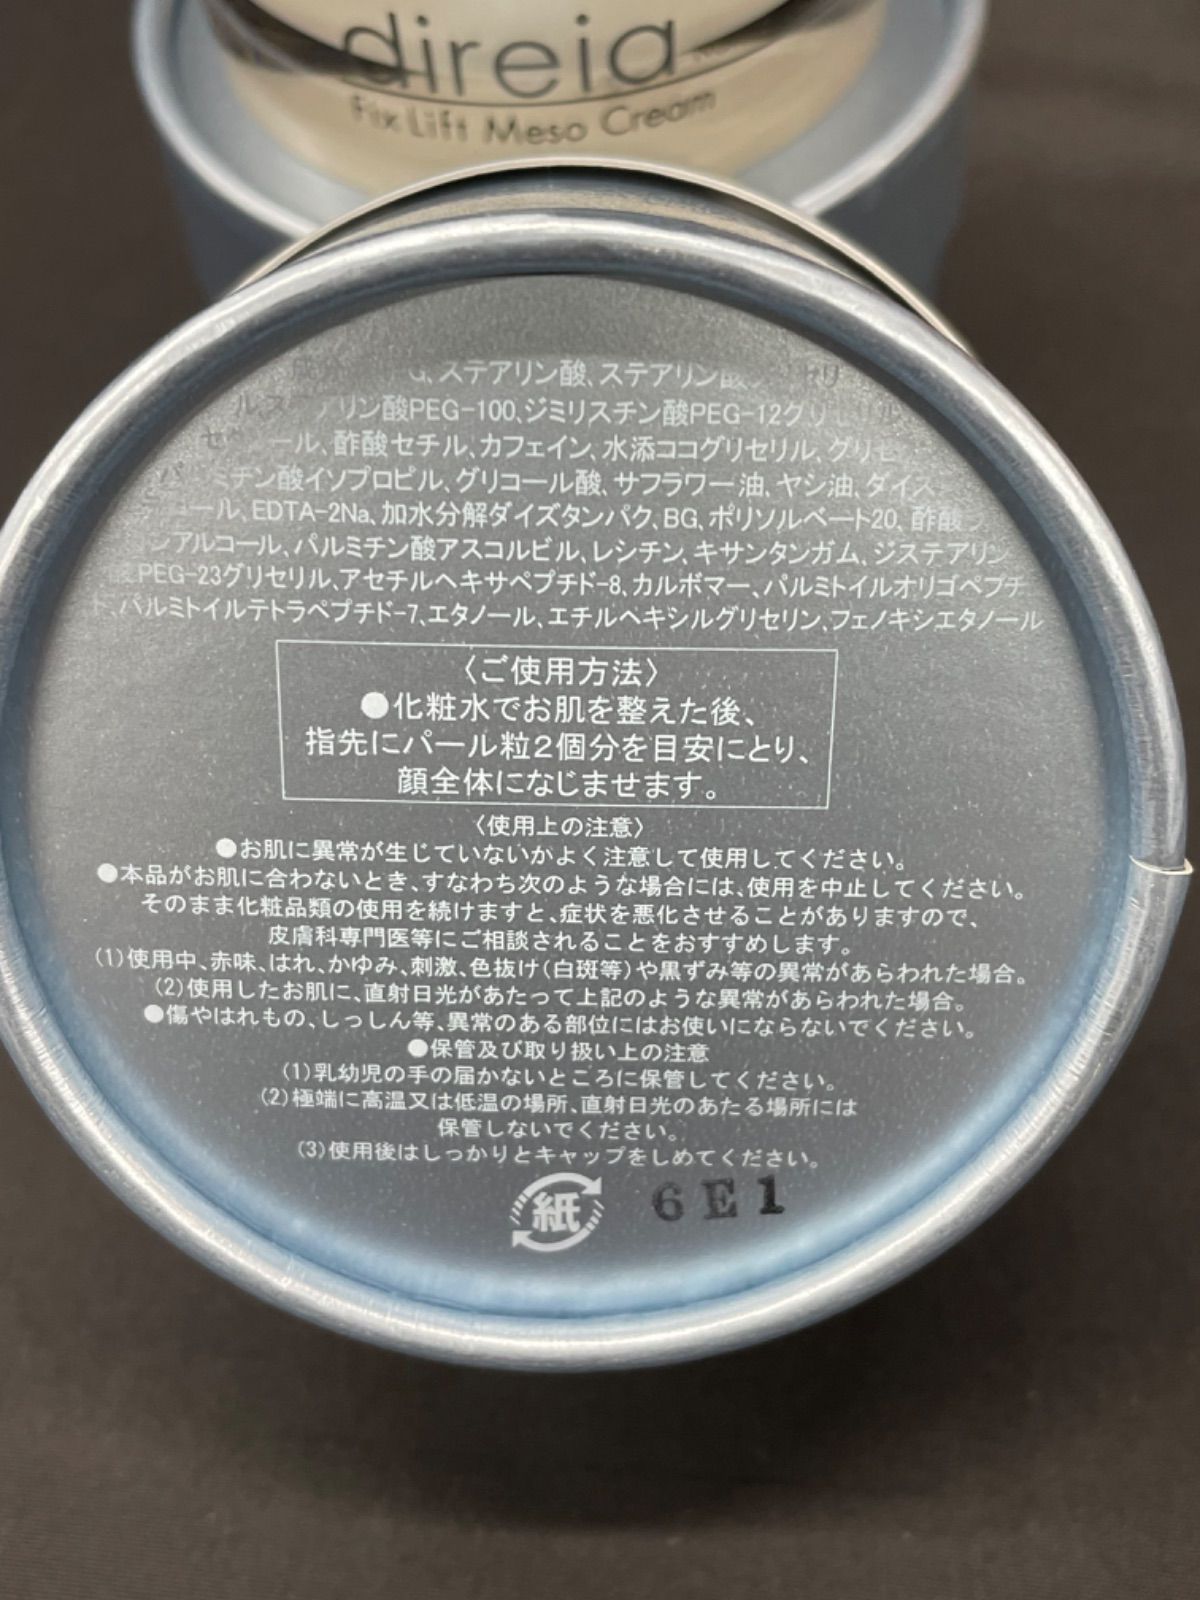 direia
Fix Lift Meso Cream
G、ステアリン酸、ステアリン酸
リン酸PEG-100、ジミリスチン酸PEG-12グリセリル
ール、酢酸セチル、カフェイン、水添ココグリセリル、グリセ
ミチン酸イソプロピル、グリコール酸、サフラワー油、ヤシ油、ダイズ
ール、EDTA-2Na、加水分解ダイズタンパク、BG、ポリソルベート20、酢酸
ンアルコール、パルミチン酸アスコルビル、レシチン、キサンタンガム、ジステアリン
酸PEG-23グリセリル、アセチルヘキサペプチド-8、カルボマー、パルミトイルオリゴペプチ
ド、パルミトイルテトラペプチド-7、エタノール、エチルヘキシルグリセリン、フェノキシエタノール
〈ご使用方法〉
●化粧水でお肌を整えた後、
指先にパール粒2個分を目安にとり、
顔全体になじませます。
〈使用上の注意〉
●お肌に異常が生じていないかよく注意して使用してください。
●本品がお肌に合わないとき、すなわち次のような場合には、使用を中止してください。
そのまま化粧品類の使用を続けますと、症状を悪化させることがありますので、
皮膚科専門医等にご相談されることをおすすめします。
(1)使用中、赤味、はれ、かゆみ、刺激、色抜け(白斑等)や黒ずみ等の異常があらわれた場合。
(2)使用したお肌に、直射日光があたって上記のような異常があらわれた場合。
●傷やはれもの、しっしん等、異常のある部位にはお使いにならないでください。
●保管及び取り扱い上の注意
(1)乳幼児の手の届かないところに保管してください。
(2)極端に高温又は低温の場所、直射日光のあたる場所には
保管しないでください。
(3)使用後はしっかりとキャップをしめてください。
紙
6E1